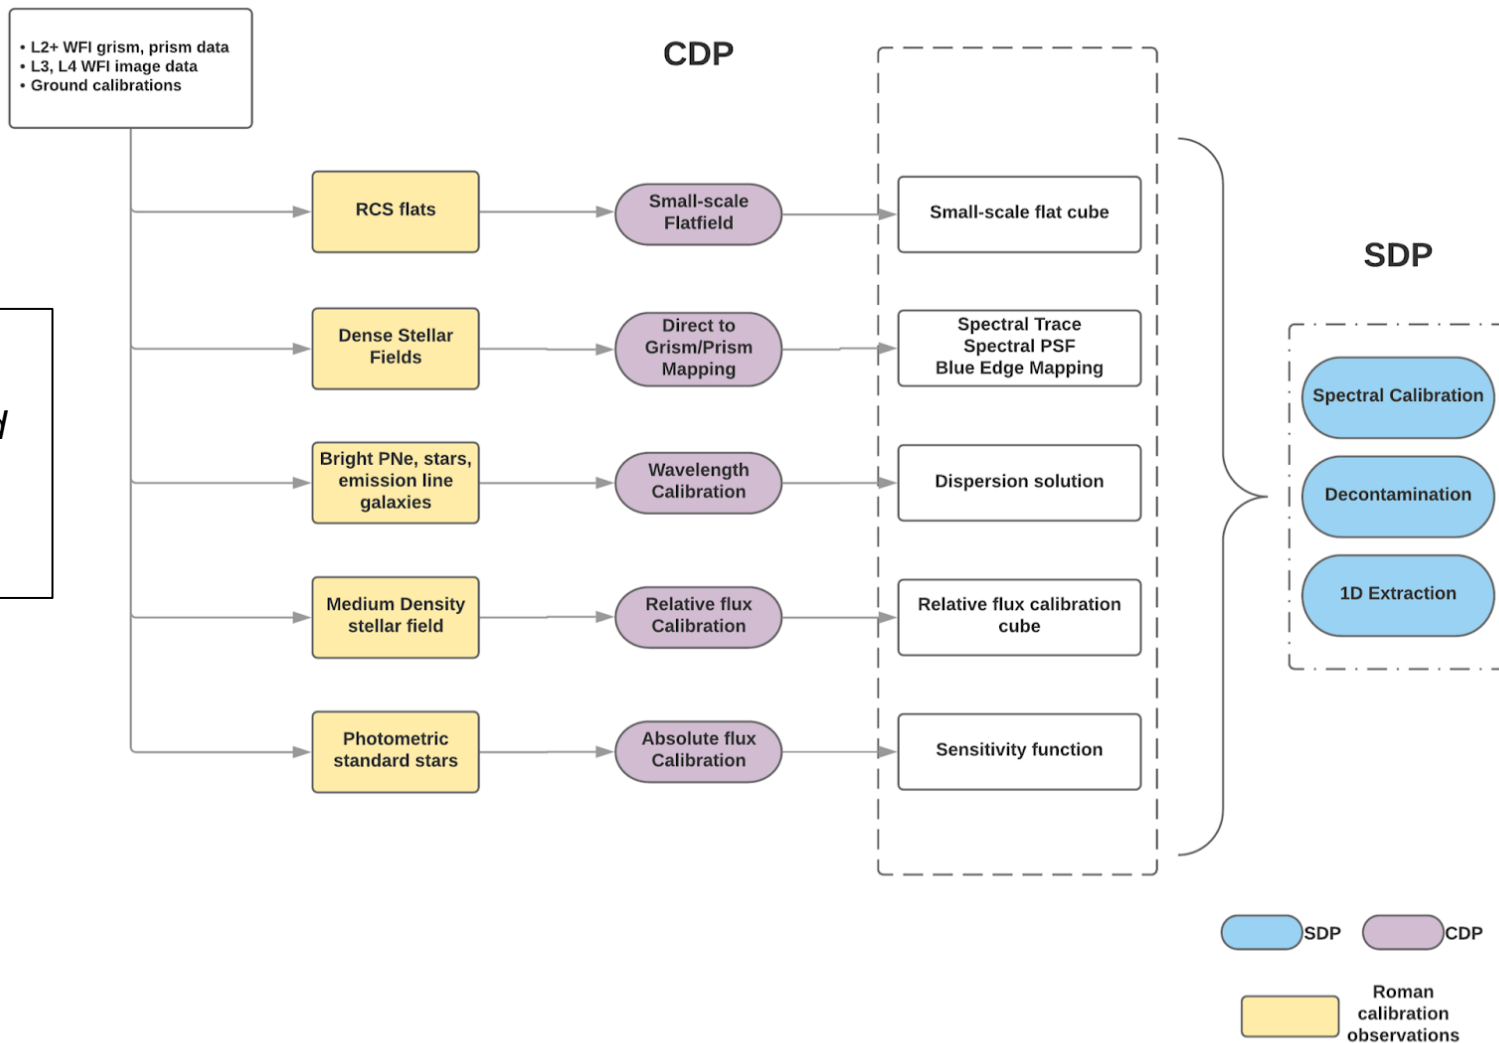 • L2+ WFI grism, prism data
• L3, L4 WFI image data
• Ground calibrations
CDP
RCS flats
Small-scale
Flatfield
Small-scale flat cube
SDP
Dense Stellar
Fields
Direct to
Grism/Prism
Mapping
Spectral Trace
Spectral PSF
Blue Edge Mapping
Spectral Calibration
Bright PNe, stars,
emission line
galaxies
Wavelength
Calibration
Dispersion solution
Decontamination
1D Extraction
Medium Density
stellar field
Relative flux
Calibration
Relative flux calibration
cube
Photometric
standard stars
Absolute flux
Calibration
Sensitivity function
SDP
CDP
Roman
calibration
observations